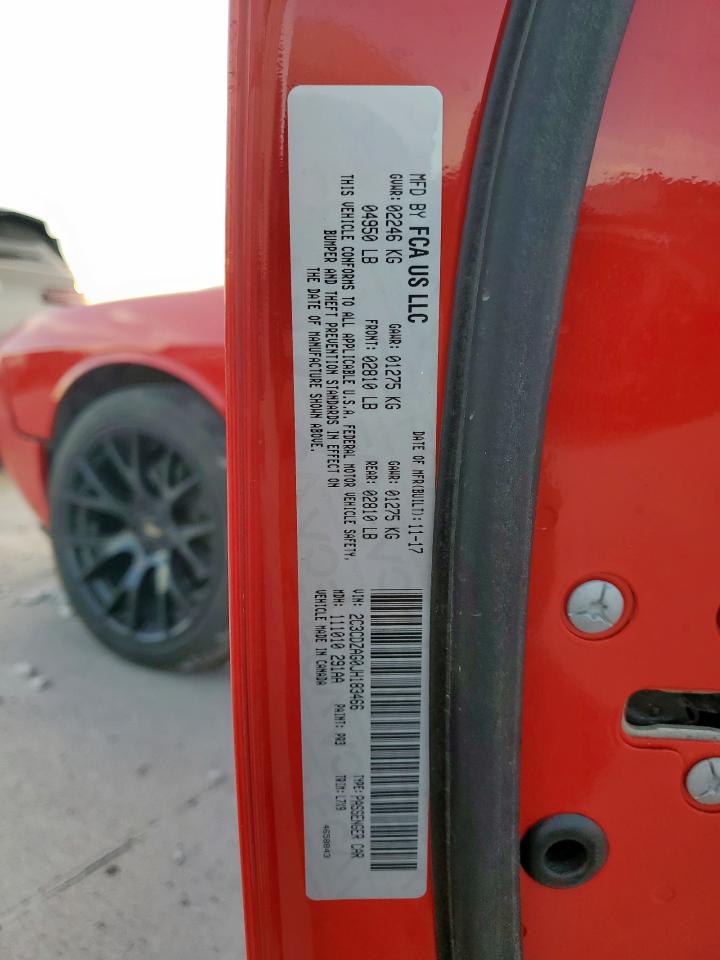 MFD BY FCA US LLC DATE OF MFR(BUILT): 11-17
GVWR: 02246 KG GAWR: 01275 KG GAWR: 01275 KG
04950 LB FRONT: 02810 LB REAR: 02810 LB
THIS VEHICLE CONFORMS TO ALL APPLICABLE U.S.A. FEDERAL MOTOR VEHICLE SAFETY,
BUMPER AND THEFT PREVENTION STANDARDS IN EFFECT ON
THE DATE OF MANUFACTURE SHOWN ABOVE.
VIN: 2C3CDZAG0JH183466 TYPE: PASSENGER CAR
MDH: 111010 291AA PAINT: PR3 TRIM: L7X9
VEHICLE MADE IN CANADA 4658843